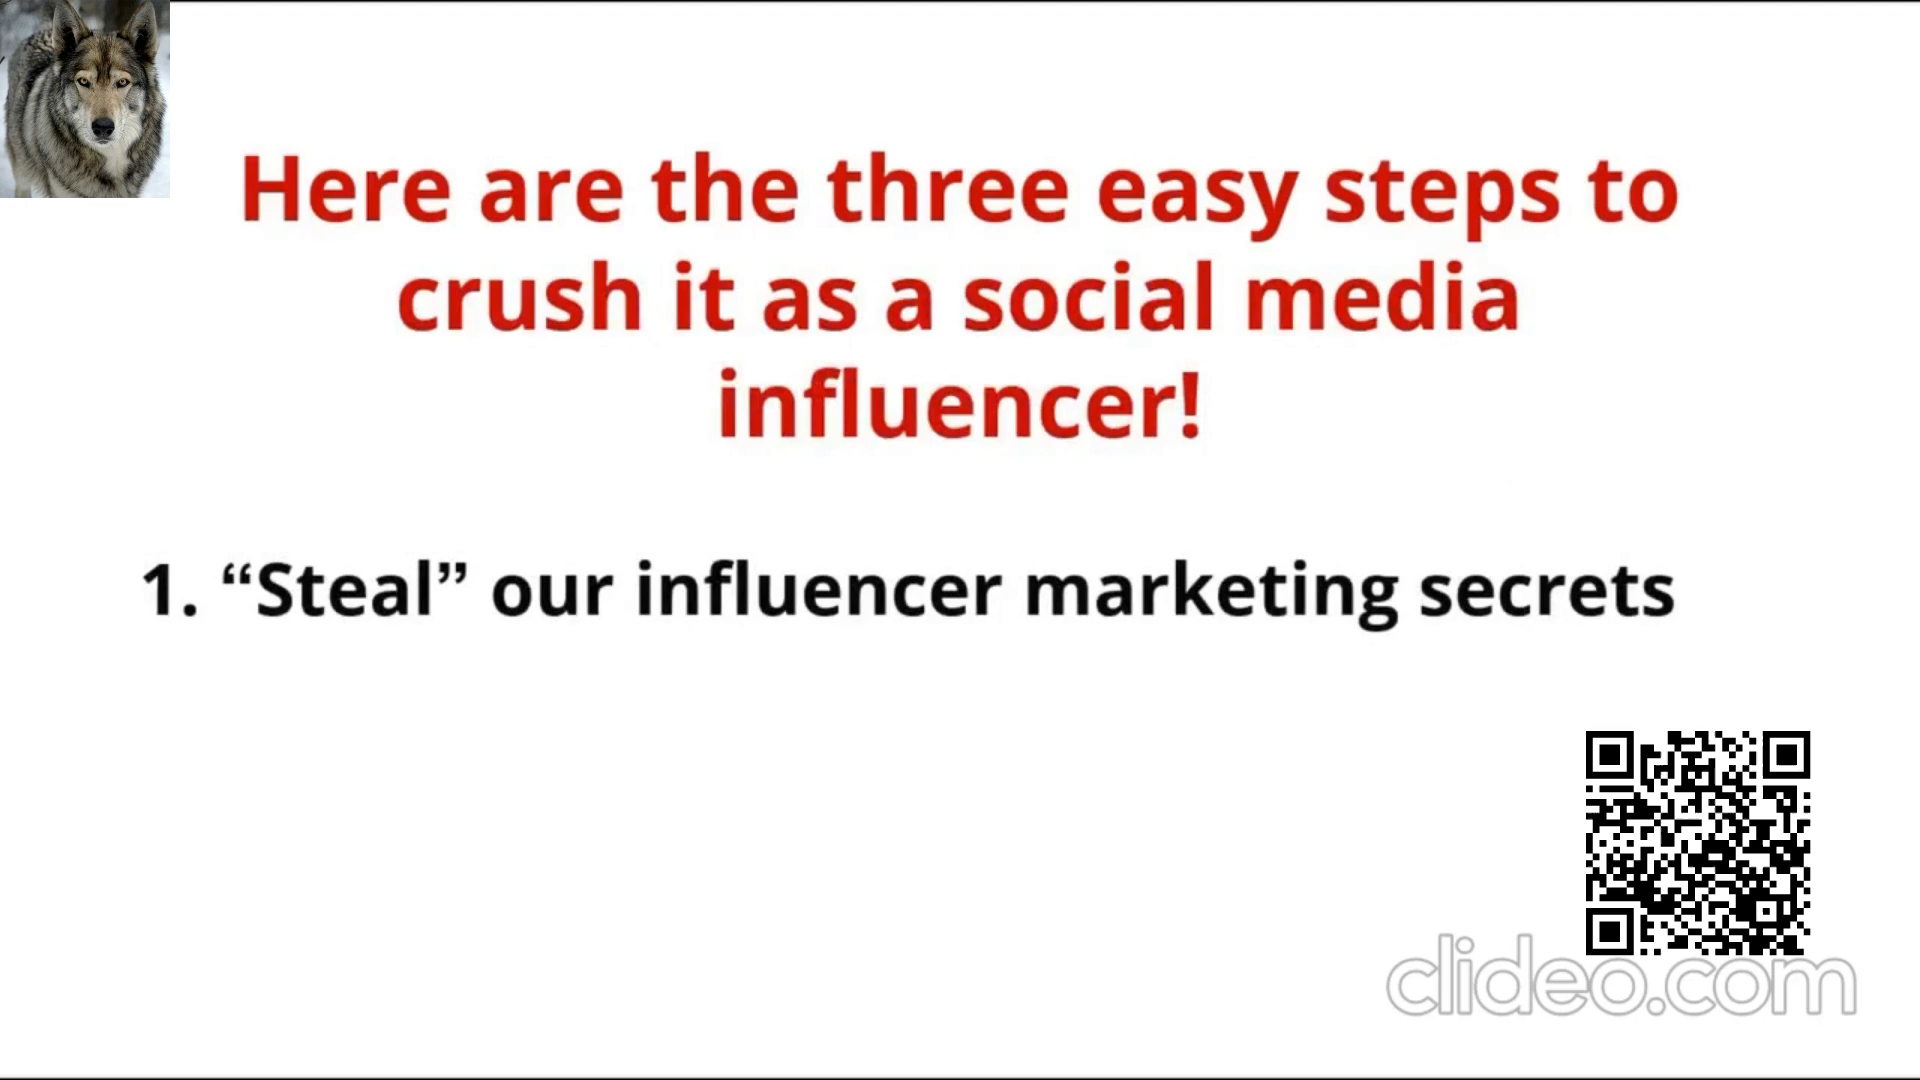 Here are the three easy steps to
crush it as a social media
influencer!
1. “Steal” our influencer marketing secrets
clideo.com